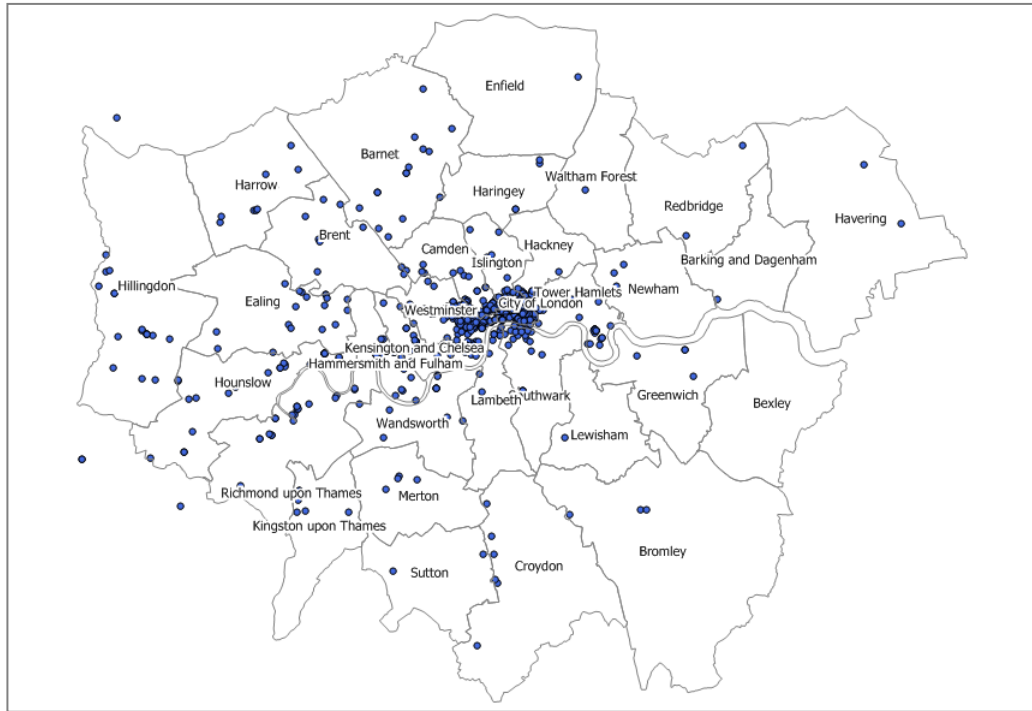 Enfield
Barnet
Waltham Forest
Harrow
Haringey
Redbridge
Havering
Brent
Camden
Hackney
Islington
Barking and Dagenham
Hillingdon
Ealing
Tower Hamlets
Newham
City of London
Westminster
Kensington and Chelsea
Hammersmith and Fulham
Hounslow
Greenwich
Lambeth
Southwark
Bexley
Wandsworth
Lewisham
Richmond upon Thames
Merton
Kingston upon Thames
Bromley
Croydon
Sutton